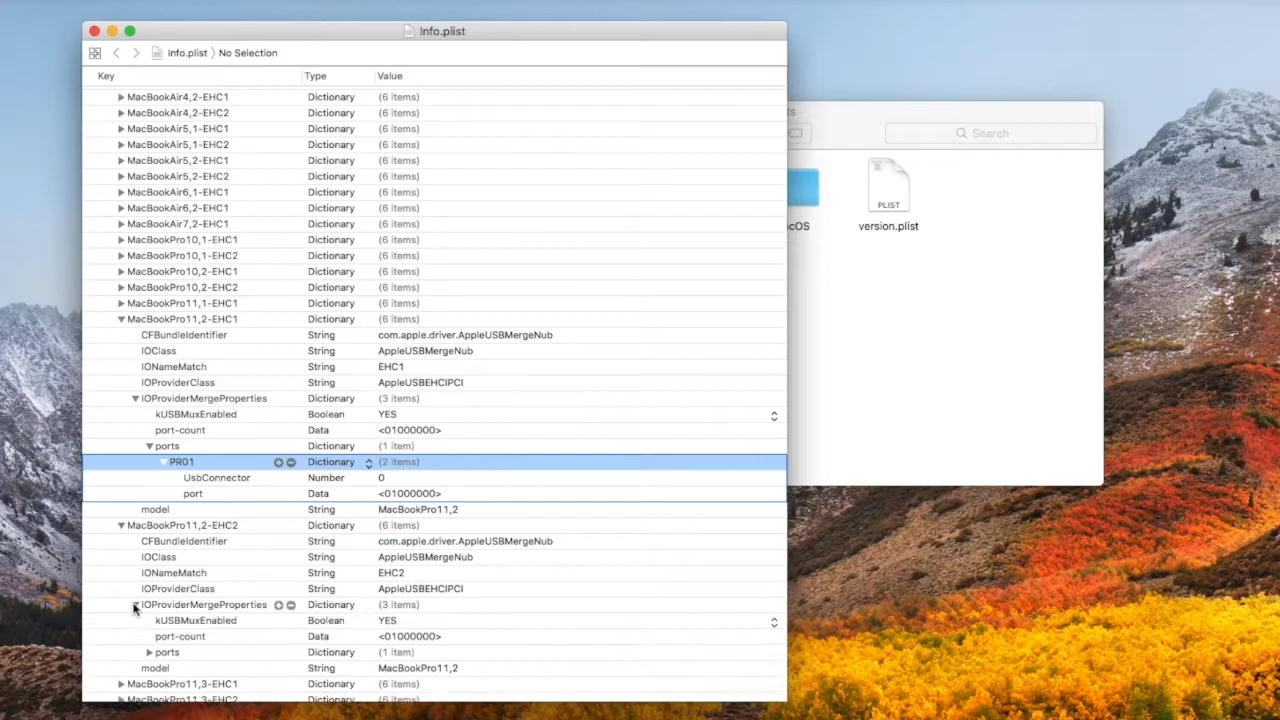 Info.plist
Info.plist No Selection
Key Type Value
MacBookAir4,2-EHC1 Dictionary (6 items)
MacBookAir4,2-EHC2 Dictionary (6 items)
MacBookAir5,1-EHC1 Dictionary (6 items)
MacBookAir5,1-EHC2 Dictionary (6 items)
MacBookAir5,2-EHC1 Dictionary (6 items)
MacBookAir5,2-EHC2 Dictionary (6 items)
MacBookAir6,1-EHC1 Dictionary (6 items)
MacBookAir6,2-EHC1 Dictionary (6 items)
MacBookAir7,2-EHC1 Dictionary (6 items)
MacBookPro10,1-EHC1 Dictionary (6 items)
MacBookPro10,1-EHC2 Dictionary (6 items)
MacBookPro10,2-EHC1 Dictionary (6 items)
MacBookPro10,2-EHC2 Dictionary (6 items)
MacBookPro11,1-EHC1 Dictionary (6 items)
MacBookPro11,2-EHC1 Dictionary (6 items)
CFBundleIdentifier String com.apple.driver.AppleUSBMergeNub
IOClass String AppleUSBMergeNub
IONameMatch String EHC1
IOProviderClass String AppleUSBEHCIPCI
IOProviderMergeProperties Dictionary (3 items)
kUSBMuxEnabled Boolean YES
port-count Data <01000000>
ports Dictionary (1 item)
PR01 Dictionary (2 items)
UsbConnector Number 0
port Data <01000000>
model String MacBookPro11,2
MacBookPro11,2-EHC2 Dictionary (6 items)
CFBundleIdentifier String com.apple.driver.AppleUSBMergeNub
IOClass String AppleUSBMergeNub
IONameMatch String EHC2
IOProviderClass String AppleUSBEHCIPCI
IOProviderMergeProperties Dictionary (3 items)
kUSBMuxEnabled Boolean YES
port-count Data <01000000>
ports Dictionary (1 item)
model String MacBookPro11,2
MacBookPro11,3-EHC1 Dictionary (6 items)
MacBookPro11,3-EHC2 Dictionary (6 items)
Search
PLIST
cOS version.plist